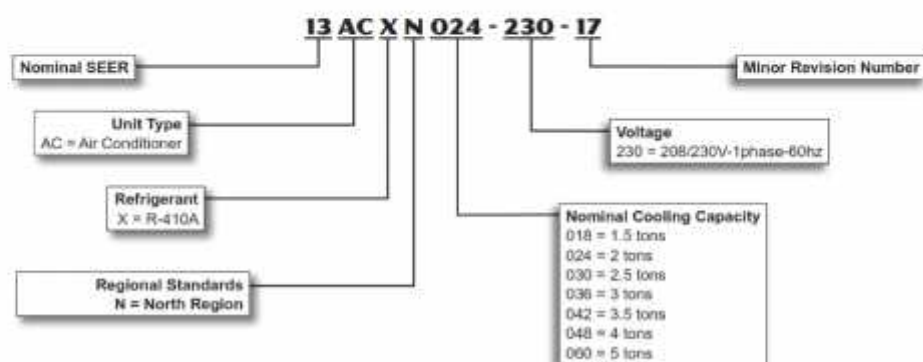 13 AC X N 024 - 230 - 17
Nominal SEER
Minor Revision Number
Unit Type
AC = Air Conditioner
Voltage
230 = 208/230V-1phase-60hz
Refrigerant
X = R-410A
Nominal Cooling Capacity
018 = 1.5 tons
024 = 2 tons
030 = 2.5 tons
036 = 3 tons
042 = 3.5 tons
048 = 4 tons
060 = 5 tons
Regional Standards
N = North Region